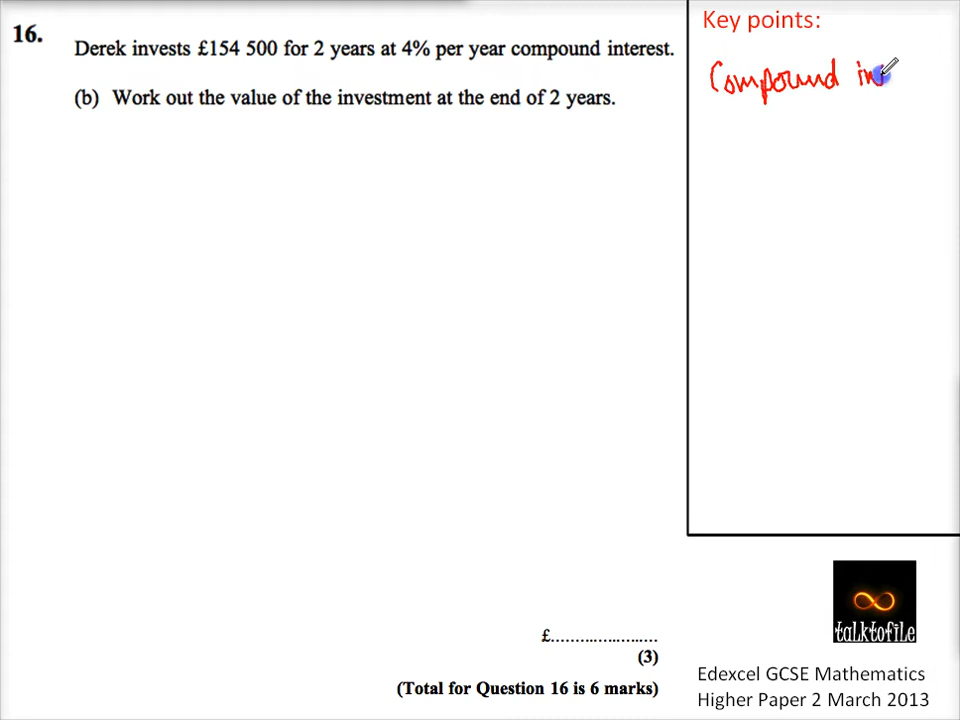 16.
Derek invests £154 500 for 2 years at 4% per year compound interest.
(b) Work out the value of the investment at the end of 2 years.
Key points:
Compound in
£..................
(3)
(Total for Question 16 is 6 marks)
talktofile
Edexcel GCSE Mathematics
Higher Paper 2 March 2013